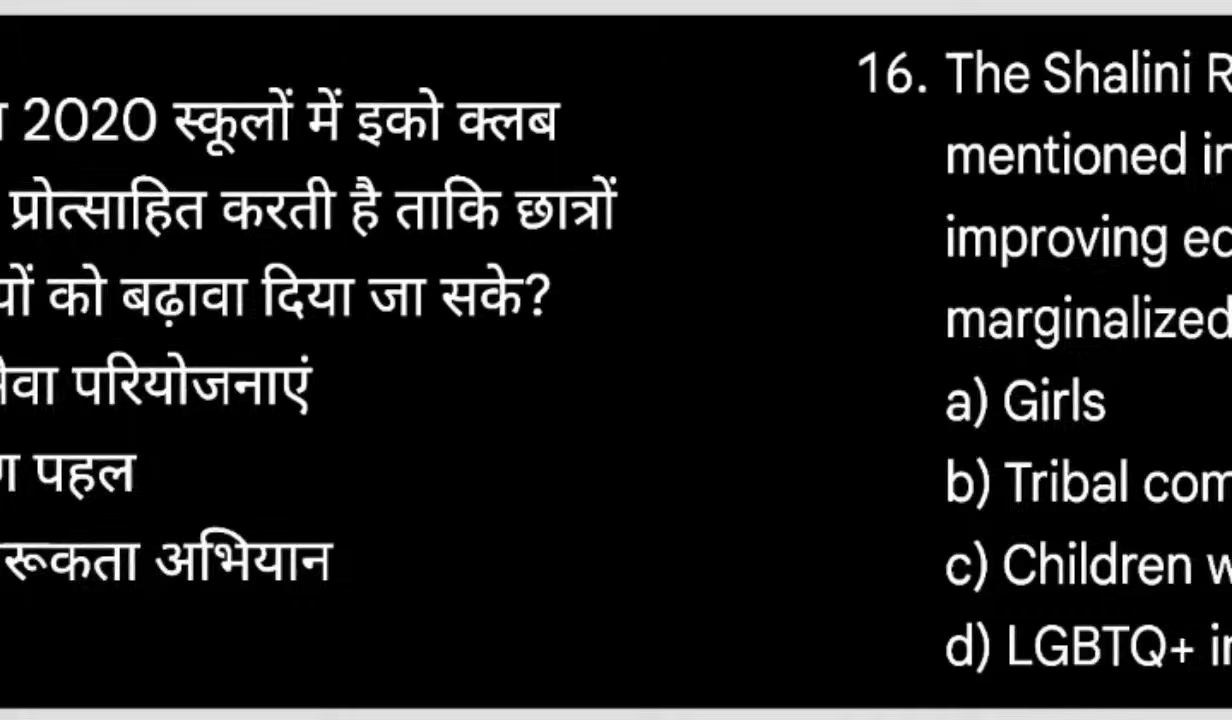 2020 स्कूलों में इको क्लब
प्रोत्साहित करती है ताकि छात्रों
को बढ़ावा दिया जा सके?
परियोजनाएं
पहल
अभियान
16. The Shalini
mentioned
improving
marginalized
a) Girls
b) Tribal
c) Children
d) LGBTQ+